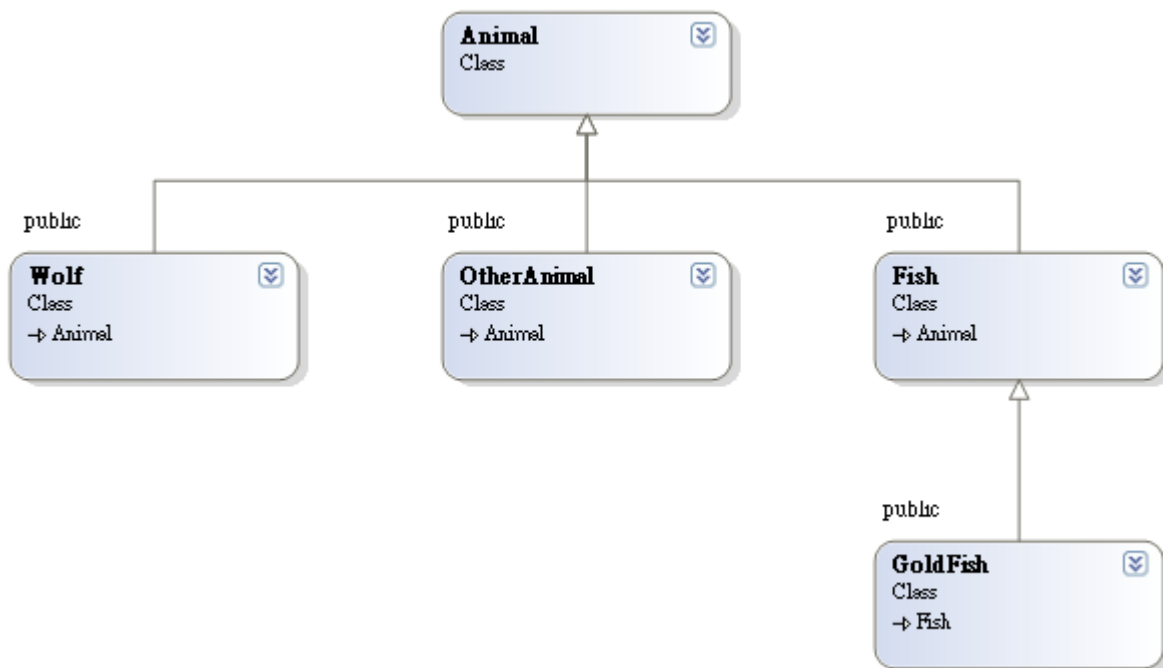 Animal
Class
public
public
public
Wolf
Class
Animal
OtherAnimal
Class
Animal
Fish
Class
Animal
public
GoldFish
Class
Fish